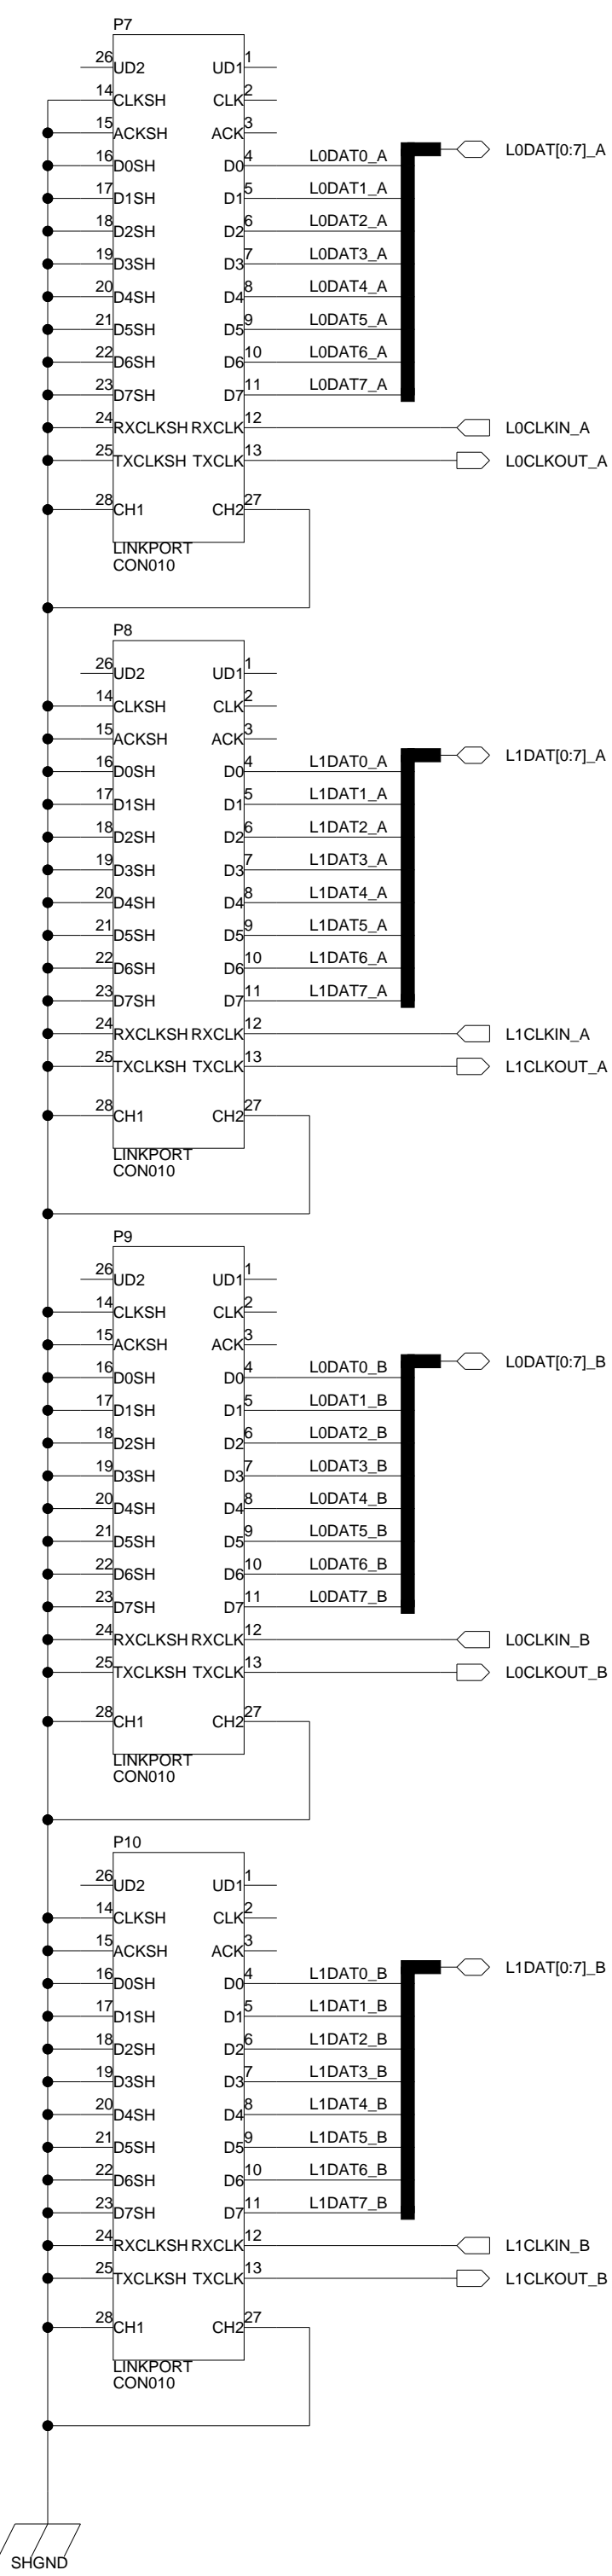 P7
26 UD2 UD1 1
14 CLKSH CLK 2
15 ACKSH ACK 3
16 D0SH D0 4 L0DAT0_A L0DAT[0:7]_A
17 D1SH D1 5 L0DAT1_A
18 D2SH D2 6 L0DAT2_A
19 D3SH D3 7 L0DAT3_A
20 D4SH D4 8 L0DAT4_A
21 D5SH D5 9 L0DAT5_A
22 D6SH D6 10 L0DAT6_A
23 D7SH D7 11 L0DAT7_A
24 RXCLKSH RXCLK 12 L0CLKIN_A
25 TXCLKSH TXCLK 13 L0CLKOUT_A
28 CH1 CH2 27
LINKPORT
CON010
P8
26 UD2 UD1 1
14 CLKSH CLK 2
15 ACKSH ACK 3
16 D0SH D0 4 L1DAT0_A L1DAT[0:7]_A
17 D1SH D1 5 L1DAT1_A
18 D2SH D2 6 L1DAT2_A
19 D3SH D3 7 L1DAT3_A
20 D4SH D4 8 L1DAT4_A
21 D5SH D5 9 L1DAT5_A
22 D6SH D6 10 L1DAT6_A
23 D7SH D7 11 L1DAT7_A
24 RXCLKSH RXCLK 12 L1CLKIN_A
25 TXCLKSH TXCLK 13 L1CLKOUT_A
28 CH1 CH2 27
LINKPORT
CON010
P9
26 UD2 UD1 1
14 CLKSH CLK 2
15 ACKSH ACK 3
16 D0SH D0 4 L0DAT0_B L0DAT[0:7]_B
17 D1SH D1 5 L0DAT1_B
18 D2SH D2 6 L0DAT2_B
19 D3SH D3 7 L0DAT3_B
20 D4SH D4 8 L0DAT4_B
21 D5SH D5 9 L0DAT5_B
22 D6SH D6 10 L0DAT6_B
23 D7SH D7 11 L0DAT7_B
24 RXCLKSH RXCLK 12 L0CLKIN_B
25 TXCLKSH TXCLK 13 L0CLKOUT_B
28 CH1 CH2 27
LINKPORT
CON010
P10
26 UD2 UD1 1
14 CLKSH CLK 2
15 ACKSH ACK 3
16 D0SH D0 4 L1DAT0_B L1DAT[0:7]_B
17 D1SH D1 5 L1DAT1_B
18 D2SH D2 6 L1DAT2_B
19 D3SH D3 7 L1DAT3_B
20 D4SH D4 8 L1DAT4_B
21 D5SH D5 9 L1DAT5_B
22 D6SH D6 10 L1DAT6_B
23 D7SH D7 11 L1DAT7_B
24 RXCLKSH RXCLK 12 L1CLKIN_B
25 TXCLKSH TXCLK 13 L1CLKOUT_B
28 CH1 CH2 27
LINKPORT
CON010
SHGND